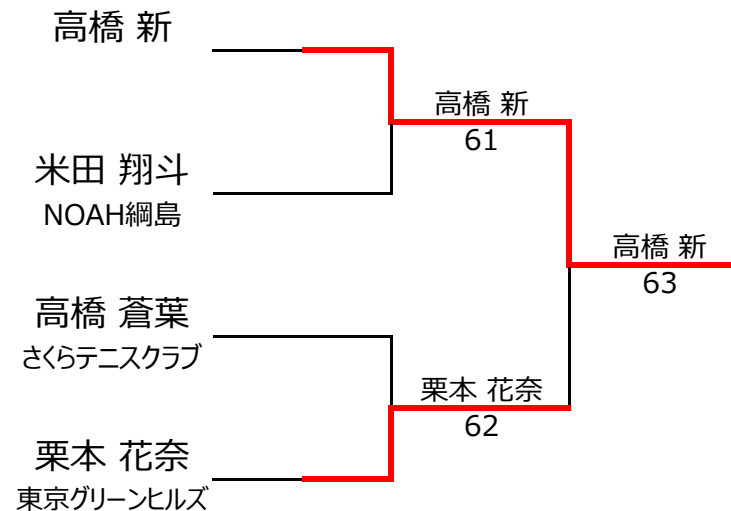 高橋 新
米田 翔斗
NOAH綱島
高橋 蒼葉
さくらテニスクラブ
栗本 花奈
東京グリーンヒルズ
高橋 新
61
栗本 花奈
62
高橋 新
63